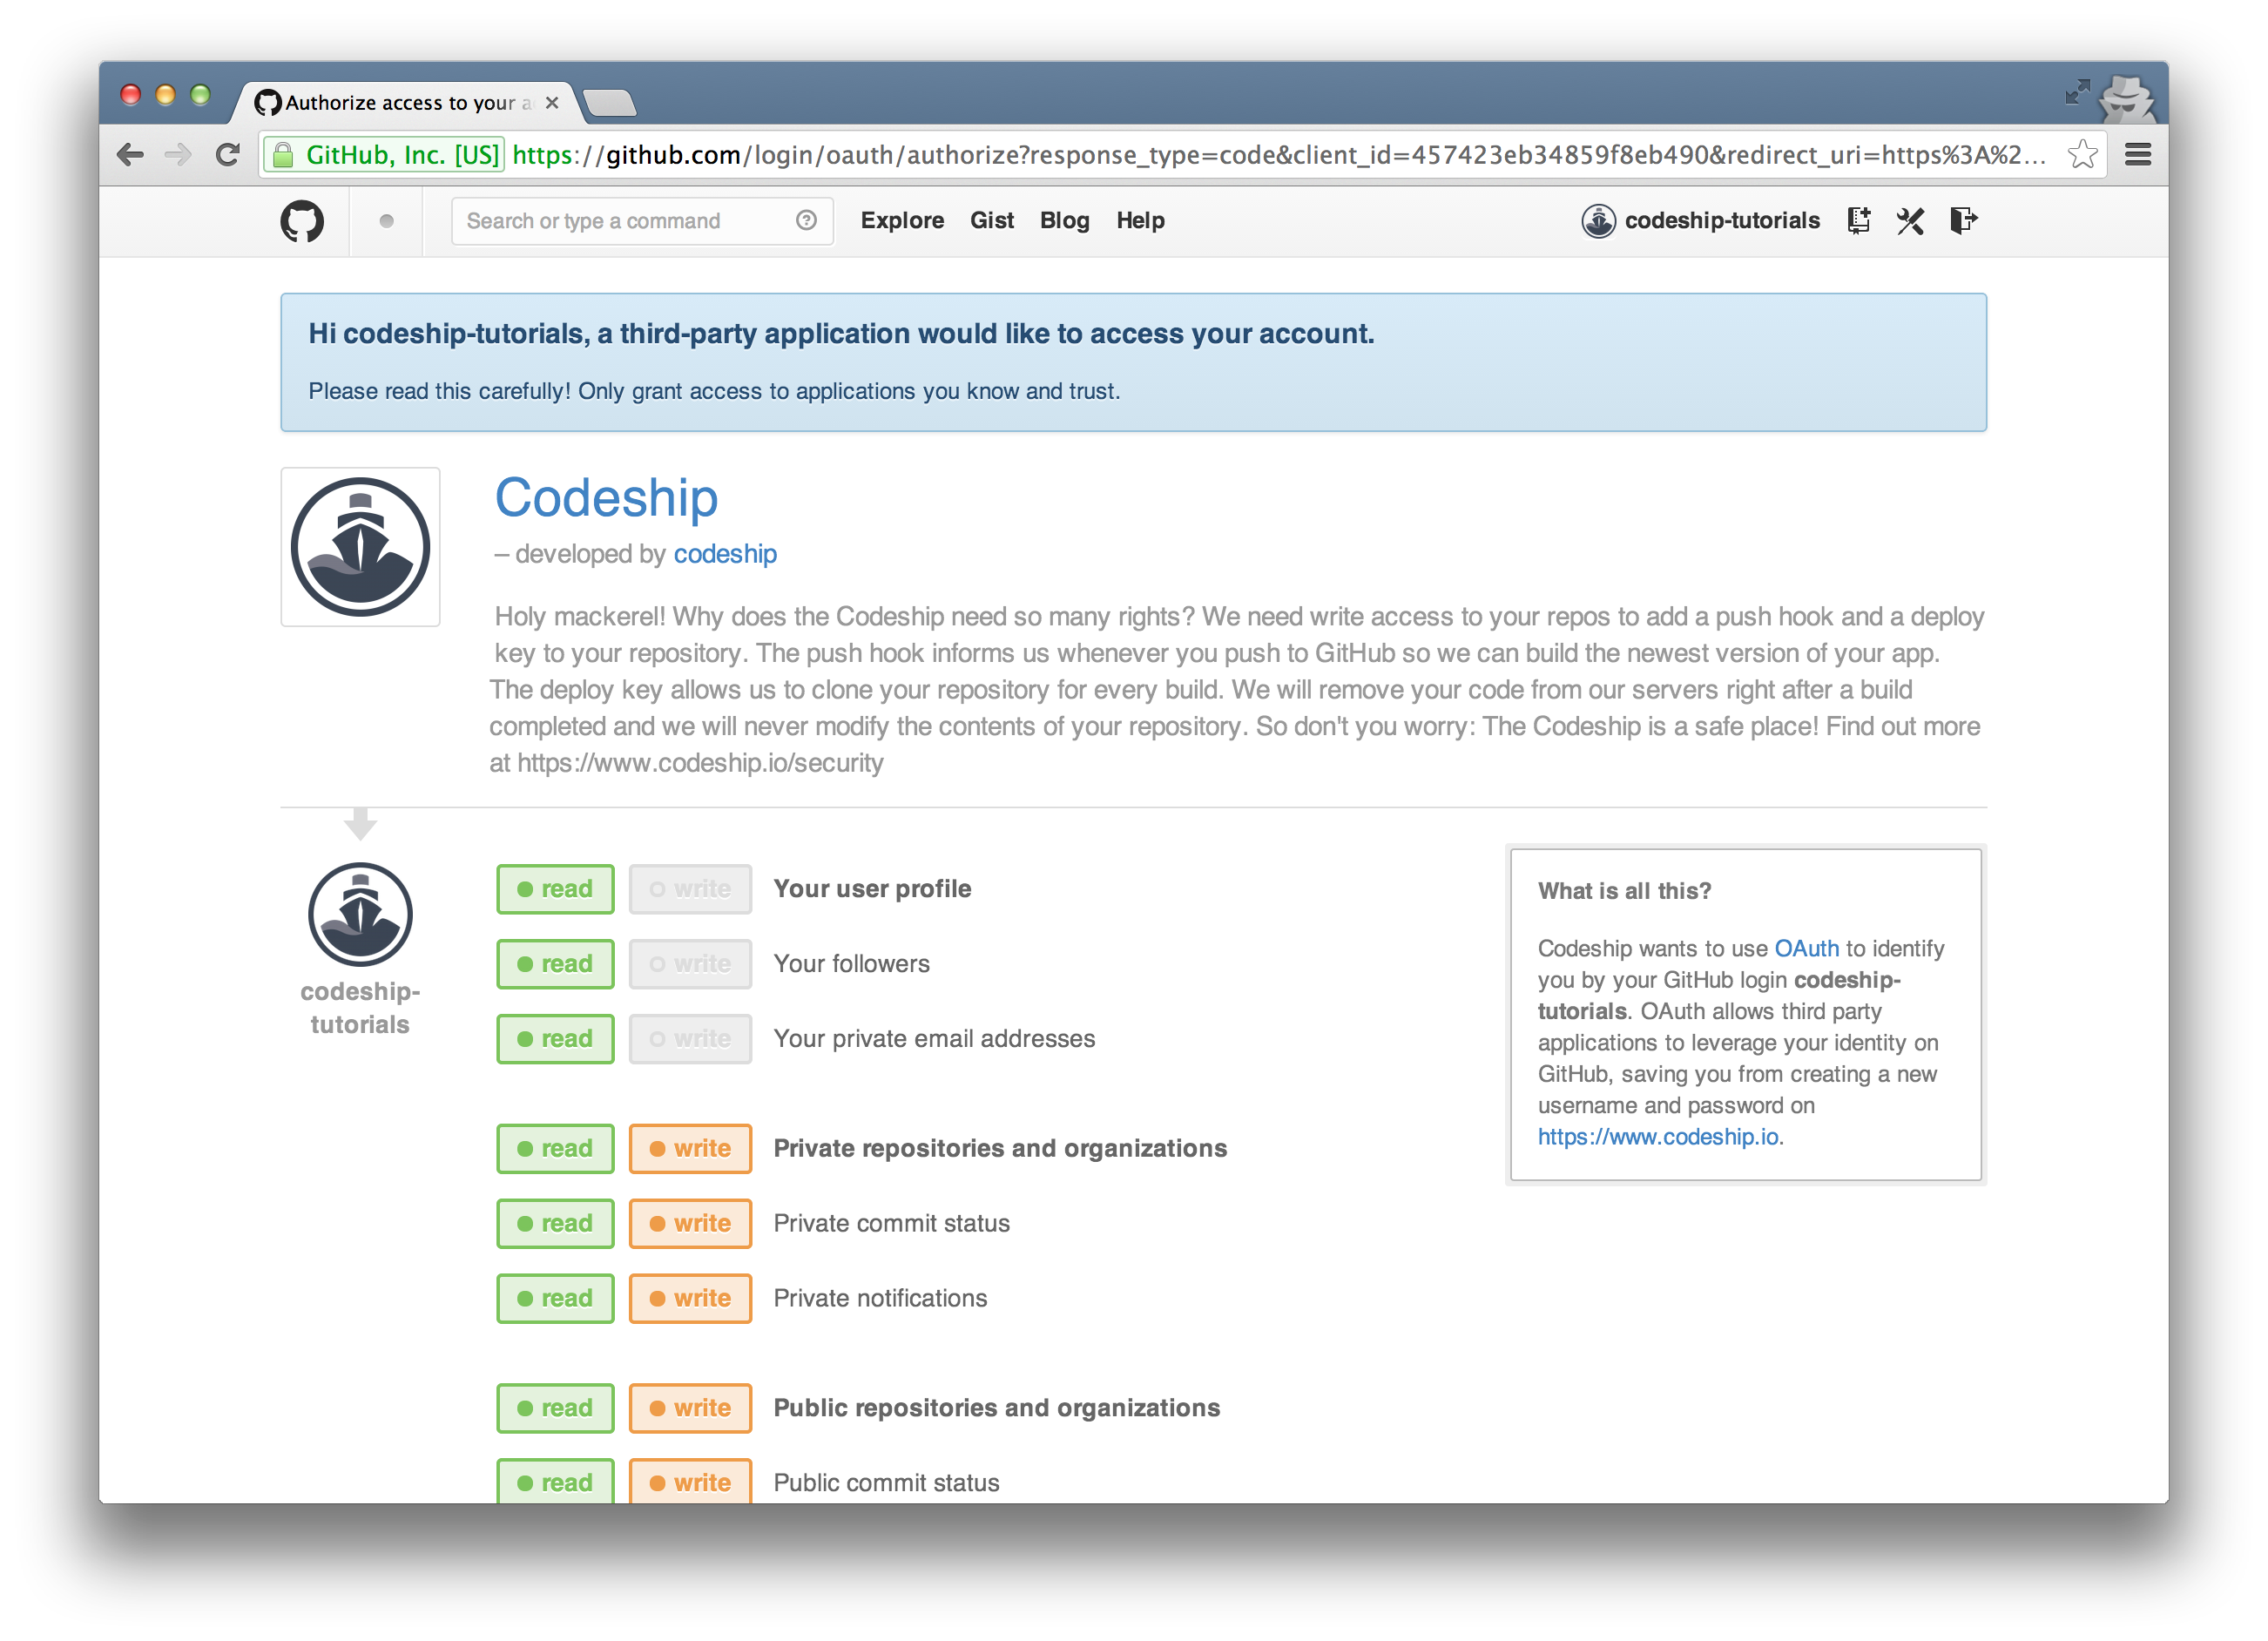 Authorize access to your a
GitHub, Inc. [US] https://github.com/login/oauth/authorize?response_type=code&client_id=457423eb34859f8eb490&redirect_uri=https%3A%2...
Search or type a command
Explore Gist Blog Help
codeship-tutorials
Hi codeship-tutorials, a third-party application would like to access your account.
Please read this carefully! Only grant access to applications you know and trust.
Codeship
– developed by codeship
Holy mackerel! Why does the Codeship need so many rights? We need write access to your repos to add a push hook and a deploy
key to your repository. The push hook informs us whenever you push to GitHub so we can build the newest version of your app.
The deploy key allows us to clone your repository for every build. We will remove your code from our servers right after a build
completed and we will never modify the contents of your repository. So don't you worry: The Codeship is a safe place! Find out more
at https://www.codeship.io/security
codeship-
tutorials
read write Your user profile
read write Your followers
read write Your private email addresses
read write Private repositories and organizations
read write Private commit status
read write Private notifications
read write Public repositories and organizations
read write Public commit status
What is all this?
Codeship wants to use OAuth to identify
you by your GitHub login codeship-
tutorials. OAuth allows third party
applications to leverage your identity on
GitHub, saving you from creating a new
username and password on
https://www.codeship.io.